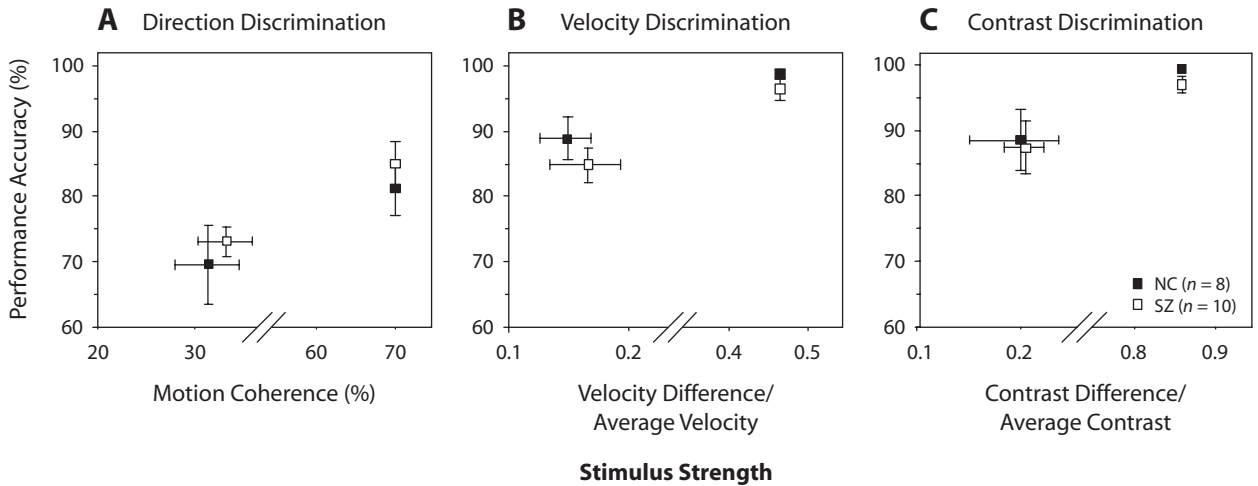 A Direction Discrimination
B Velocity Discrimination
C Contrast Discrimination
Performance Accuracy (%)
100
90
80
70
60
20
30
60
70
Motion Coherence (%)
100
90
80
70
60
0.1
0.2
0.4
0.5
Velocity Difference/
Average Velocity
100
90
80
70
60
0.1
0.2
0.8
0.9
NC (n = 8)
SZ (n = 10)
Contrast Difference/
Average Contrast
Stimulus Strength